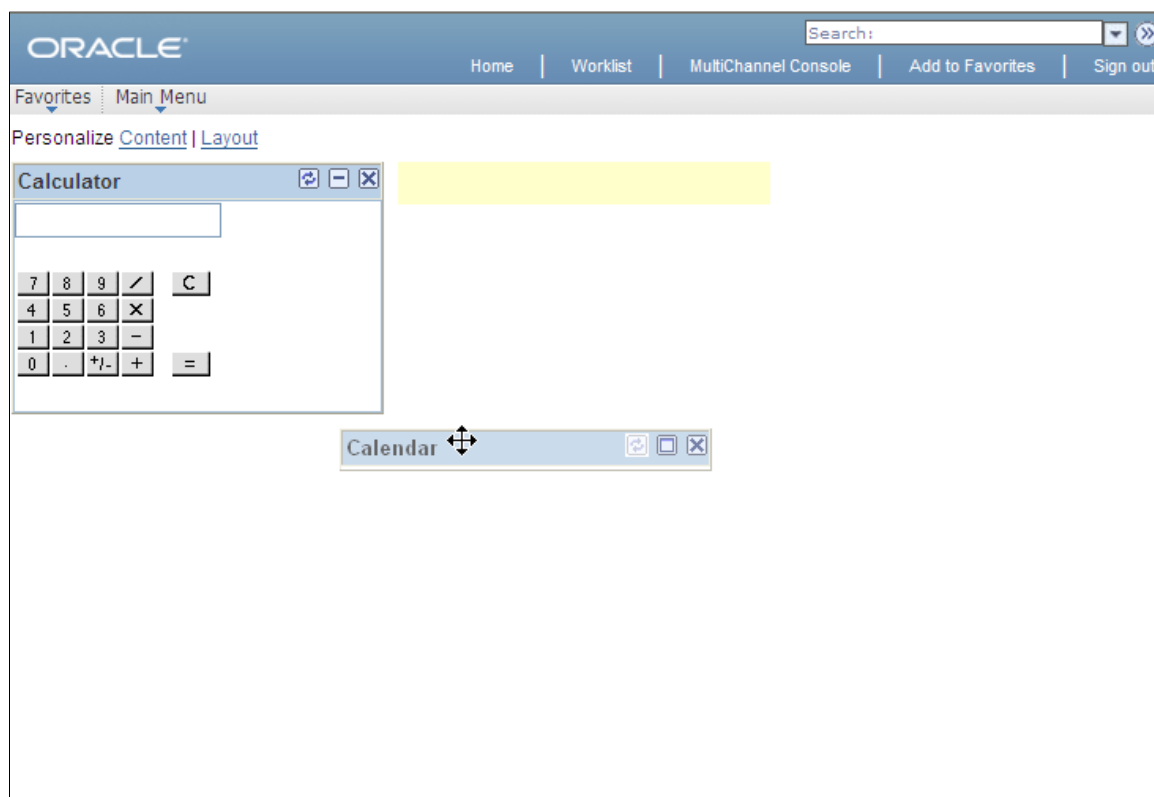 Search:
ORACLE
Home | Worklist | MultiChannel Console | Add to Favorites | Sign out
Favorites Main Menu
Personalize Content | Layout
Calculator
7 8 9 / C
4 5 6 X
1 2 3 -
0 . +/- + =
Calendar